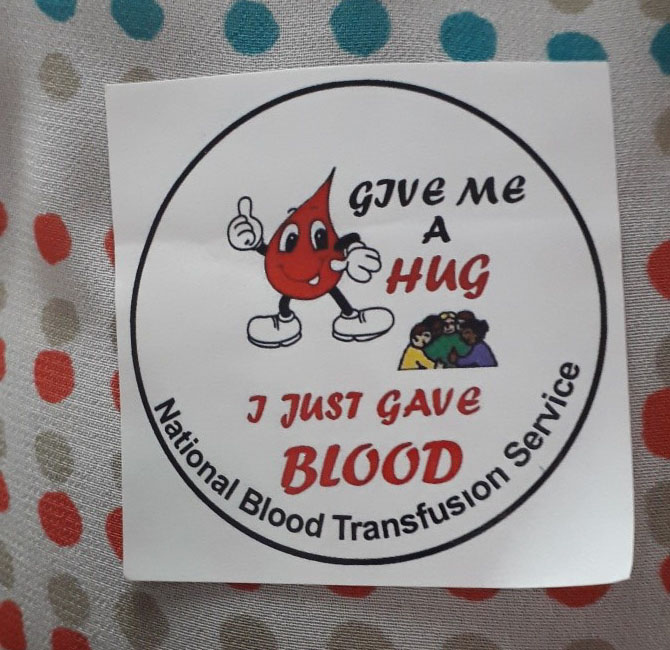 GIVE ME
A
HUG
I JUST GAVE
BLOOD
National Blood Transfusion Service